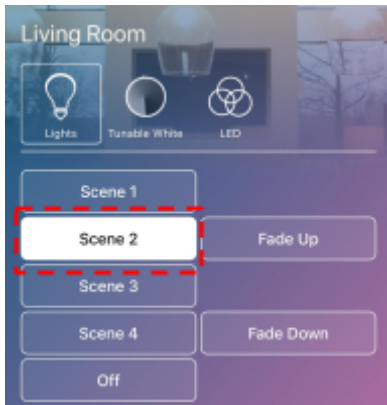 Living Room
Lights Tunable White LED
Scene 1
Scene 2 Fade Up
Scene 3
Scene 4 Fade Down
Off